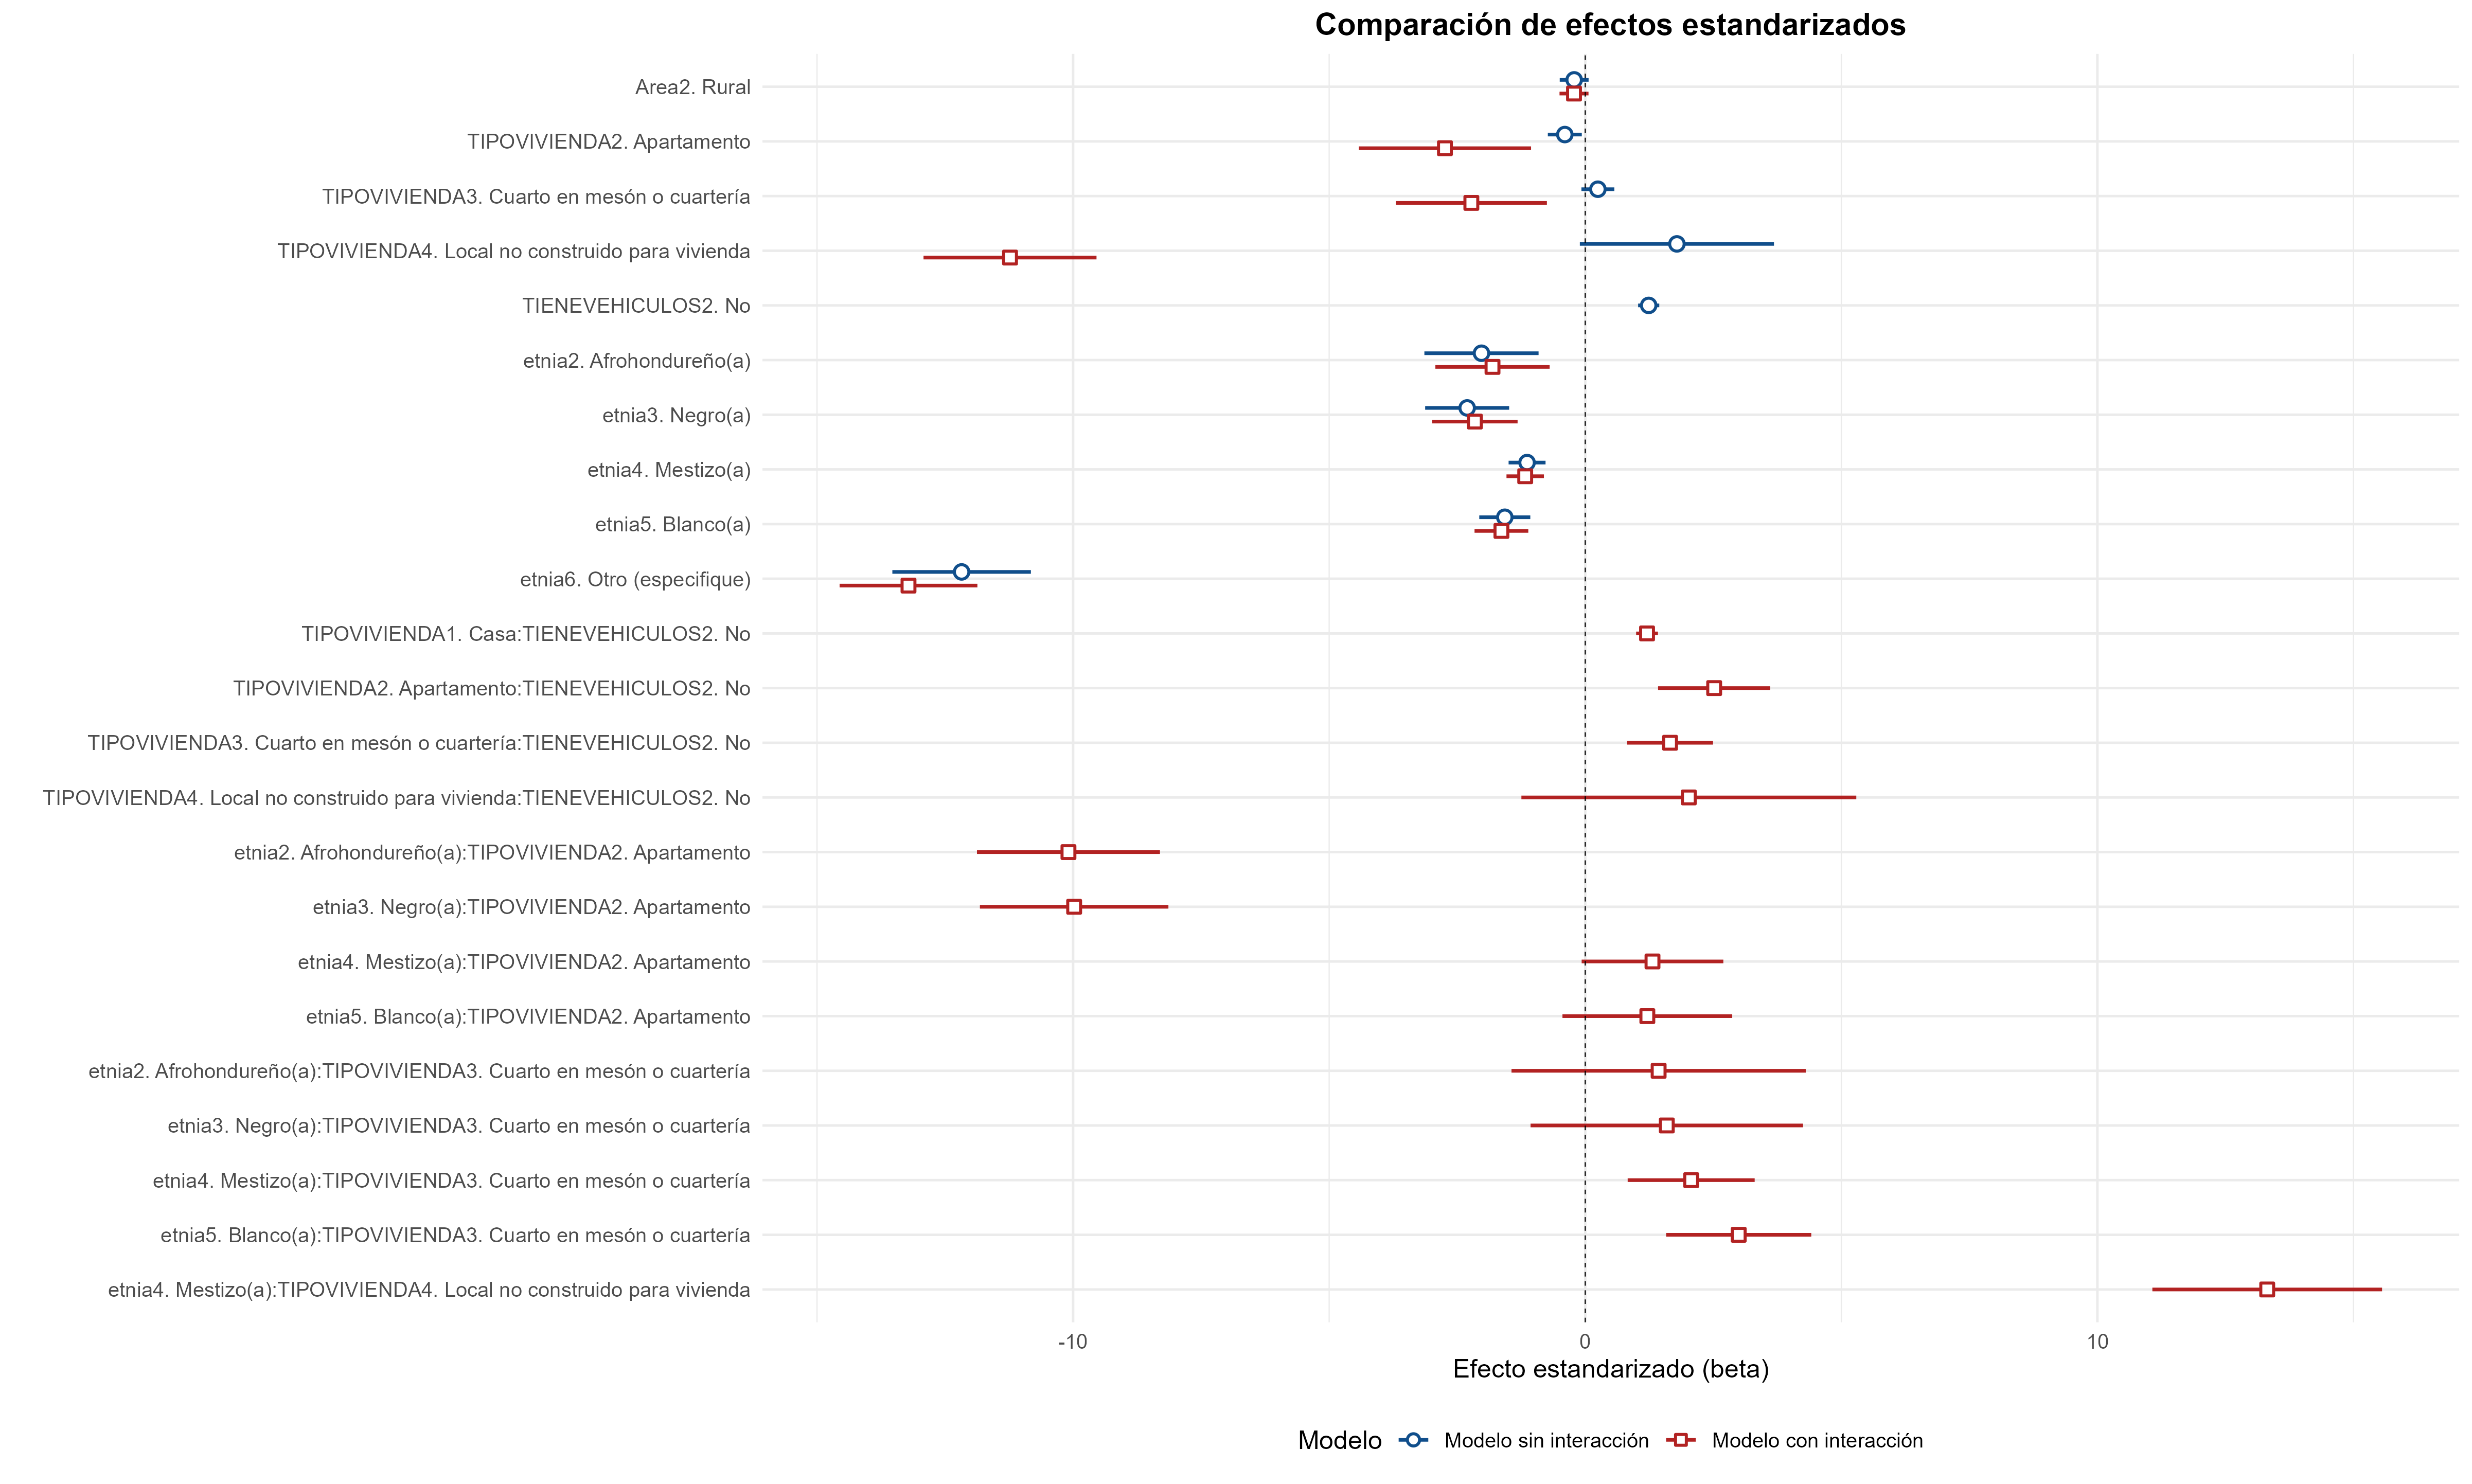 Comparación de efectos estandarizados
Area2. Rural
TIPOVIVIENDA2. Apartamento
TIPOVIVIENDA3. Cuarto en mesón o cuartería
TIPOVIVIENDA4. Local no construido para vivienda
TIENEVEHICULOS2. No
etnia2. Afrohondureño(a)
etnia3. Negro(a)
etnia4. Mestizo(a)
etnia5. Blanco(a)
etnia6. Otro (especifique)
TIPOVIVIENDA1. Casa:TIENEVEHICULOS2. No
TIPOVIVIENDA2. Apartamento:TIENEVEHICULOS2. No
TIPOVIVIENDA3. Cuarto en mesón o cuartería:TIENEVEHICULOS2. No
TIPOVIVIENDA4. Local no construido para vivienda:TIENEVEHICULOS2. No
etnia2. Afrohondureño(a):TIPOVIVIENDA2. Apartamento
etnia3. Negro(a):TIPOVIVIENDA2. Apartamento
etnia4. Mestizo(a):TIPOVIVIENDA2. Apartamento
etnia5. Blanco(a):TIPOVIVIENDA2. Apartamento
etnia2. Afrohondureño(a):TIPOVIVIENDA3. Cuarto en mesón o cuartería
etnia3. Negro(a):TIPOVIVIENDA3. Cuarto en mesón o cuartería
etnia4. Mestizo(a):TIPOVIVIENDA3. Cuarto en mesón o cuartería
etnia5. Blanco(a):TIPOVIVIENDA3. Cuarto en mesón o cuartería
etnia4. Mestizo(a):TIPOVIVIENDA4. Local no construido para vivienda
-10 0 10
Efecto estandarizado (beta)
Modelo Modelo sin interacción Modelo con interacción